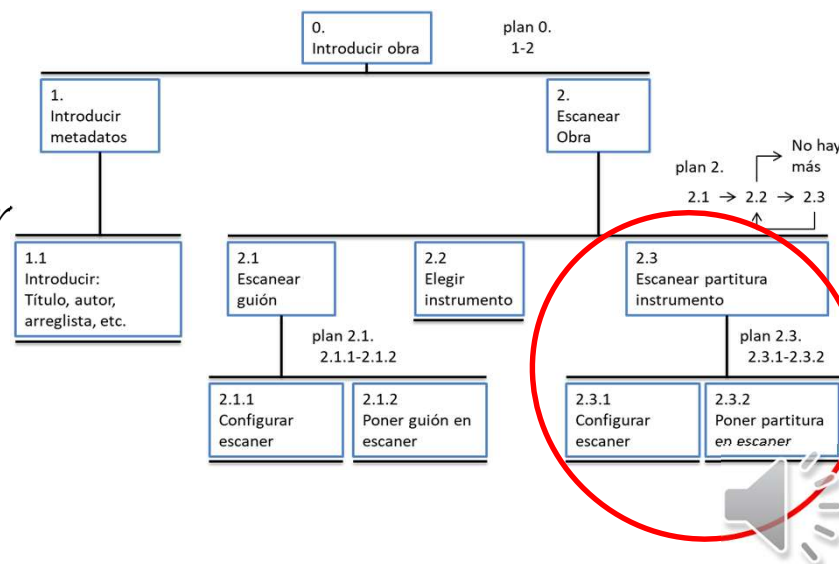 0.
Introducir obra
plan 0.
1-2
1.
Introducir
metadatos
2.
Escanear
Obra
plan 2.
No hay
más
2.1 → 2.2 → 2.3
1.1
Introducir:
Título, autor,
arreglista, etc.
2.1
Escanear
guión
2.2
Elegir
instrumento
2.3
Escanear partitura
instrumento
plan 2.1.
2.1.1-2.1.2
plan 2.3.
2.3.1-2.3.2
2.1.1
Configurar
escaner
2.1.2
Poner guión en
escaner
2.3.1
Configurar
escaner
2.3.2
Poner partitura
en escaner